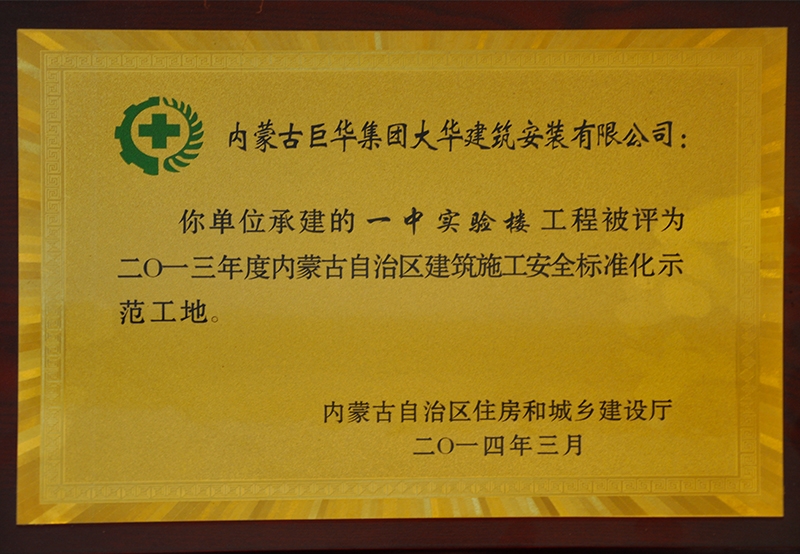 内蒙古巨华集团大华建筑安装有限公司：
你单位承建的一中实验楼工程被评为
二〇一三年度内蒙古自治区建筑施工安全标准化示
范工地。
内蒙古自治区住房和城乡建设厅
二〇一四年三月